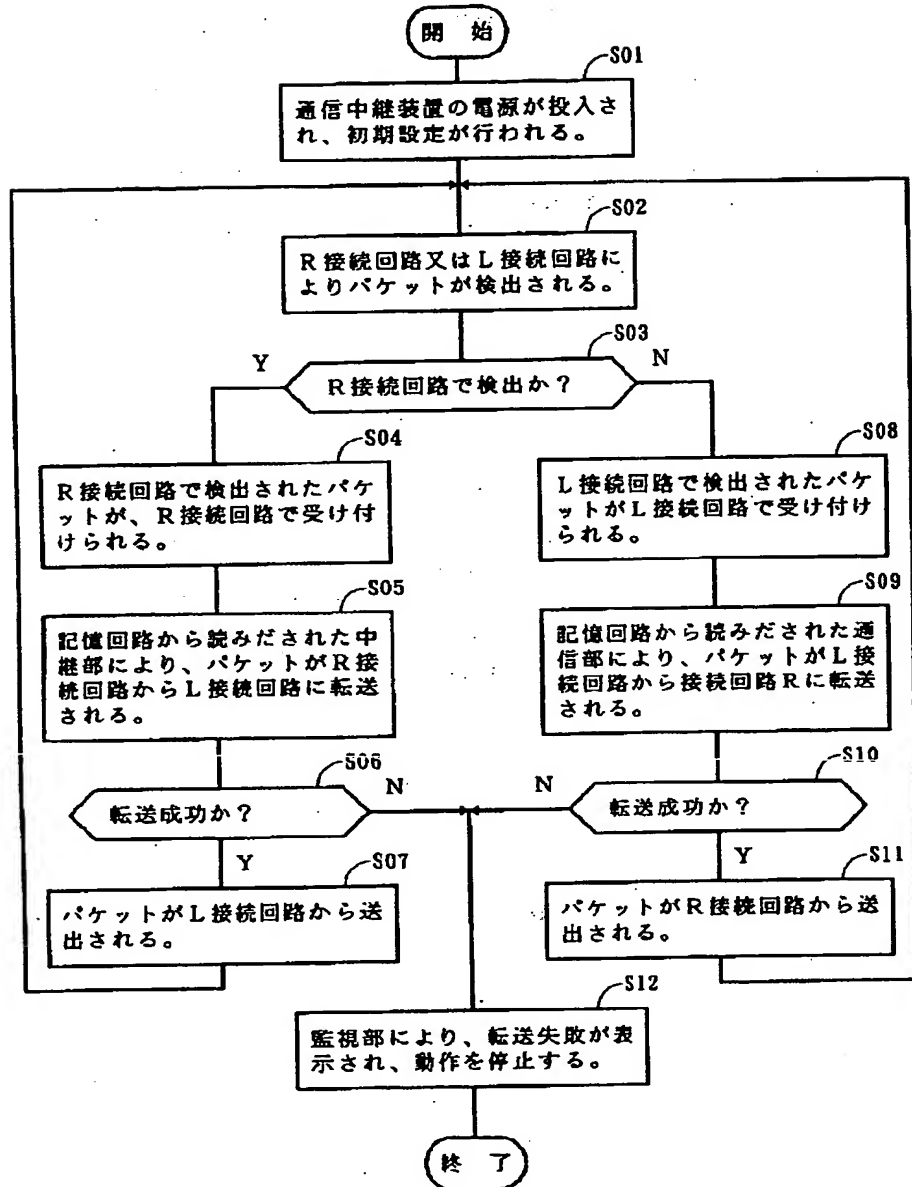 開 始
S01
通信中継装置の電源が投入さ
れ、初期設定が行われる。
S02
R接続回路又はL接続回路に
よりパケットが検出される。
S03
Y
N
R接続回路で検出か？
S04
R接続回路で検出されたパケ
ットが、R接続回路で受け付
けられる。
S08
L接続回路で検出されたパケ
ットがL接続回路で受け付け
られる。
S05
記憶回路から読みだされた中
継部により、パケットがR接
続回路からL接続回路に転送
される。
S09
記憶回路から読みだされた通
信部により、パケットがL接
続回路から接続回路Rに転送
される。
S06
転送成功か？
N
Y
S10
N
転送成功か？
Y
S07
パケットがL接続回路から送
出される。
S11
パケットがR接続回路から送
出される。
S12
監視部により、転送失敗が表
示され、動作を停止する。
終 了